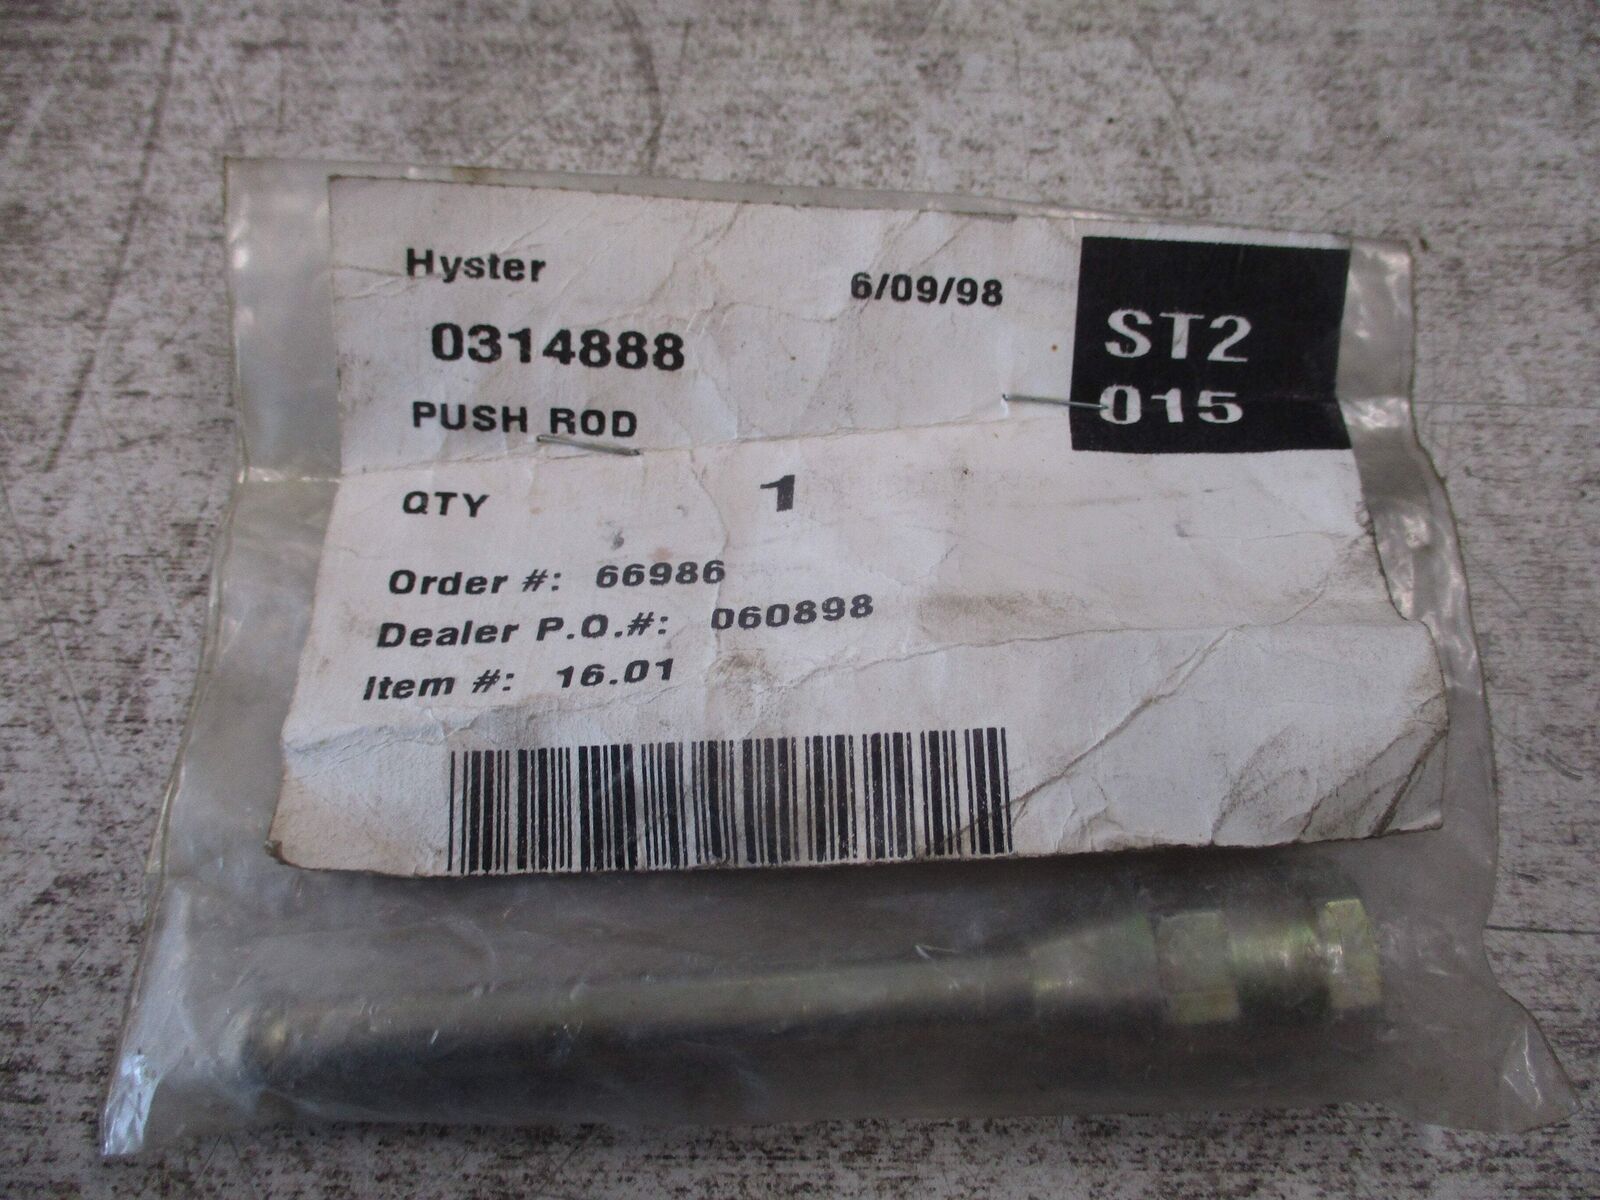 Hyster 6/09/98
0314888
PUSH ROD
ST2
015
QTY 1
Order #: 66986
Dealer P.O.#: 060898
Item #: 16.01